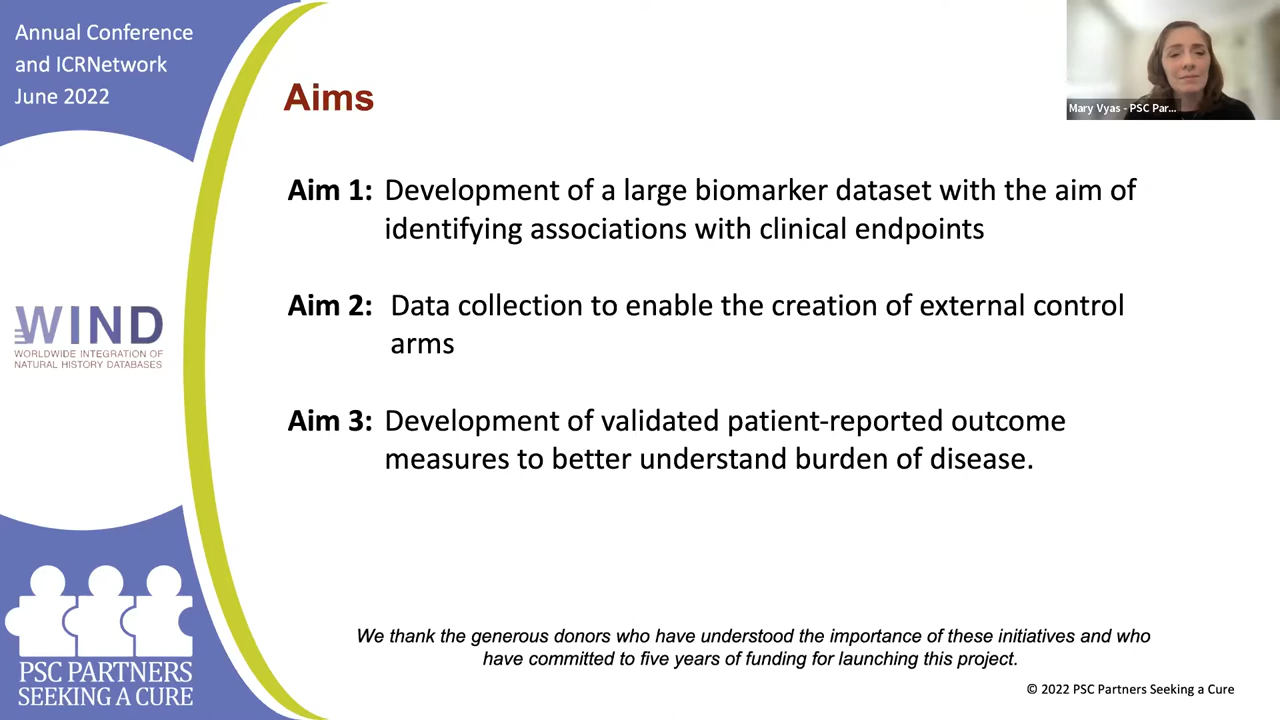 Annual Conference
and ICRNetwork
June 2022
Aims
Mary Vyas - PSC Par...
Aim 1: Development of a large biomarker dataset with the aim of
identifying associations with clinical endpoints
Aim 2: Data collection to enable the creation of external control
arms
Aim 3: Development of validated patient-reported outcome
measures to better understand burden of disease.
WIND
WORLDWIDE INTEGRATION OF
NATURAL HISTORY DATABASES
PSC PARTNERS
SEEKING A CURE
We thank the generous donors who have understood the importance of these initiatives and who
have committed to five years of funding for launching this project.
© 2022 PSC Partners Seeking a Cure